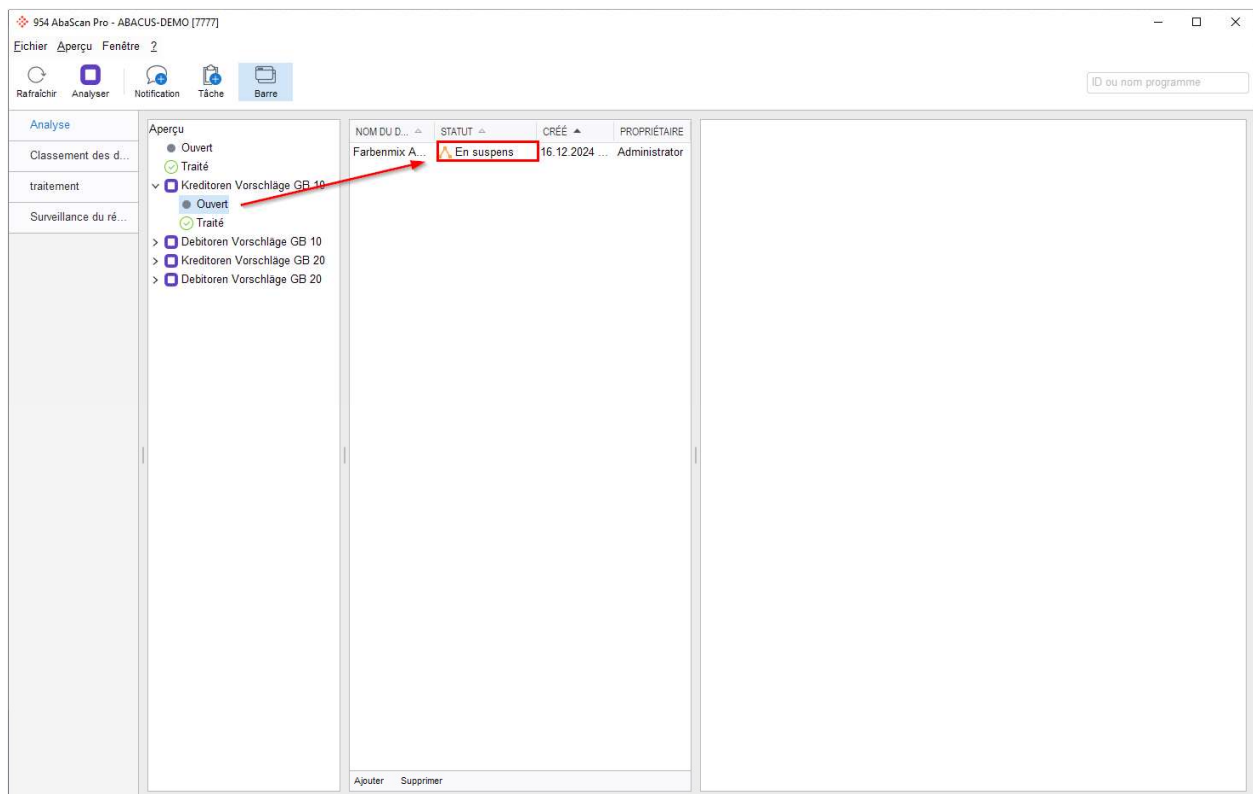 954 AbaScan Pro - ABACUS-DEMO [7777]
Fichier Aperçu Fenêtre ?
Rafraîchir Analyser Notification Tâche Barre
ID ou nom programme
Analyse
Classement des d...
traitement
Surveillance du ré...
Aperçu
Ouvert
Traité
Kreditoren Vorschläge GB 10
Ouvert
Traité
Debitoren Vorschläge GB 10
Kreditoren Vorschläge GB 20
Debitoren Vorschläge GB 20
NOM DU D... STATUT CRÉÉ PROPRIÉTAIRE
Farbenmix A... En suspens 16.12.2024 ... Administrator
Ajouter Supprimer